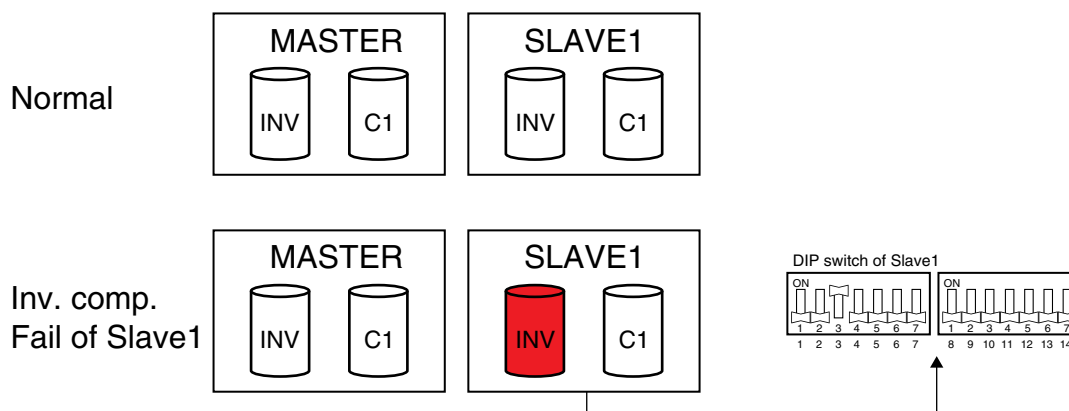 MASTER SLAVE1
Normal
INV C1 INV C1
MASTER SLAVE1
DIP switch of Slave1
ON ON
Inv. comp.
Fail of Slave1
INV C1 INV C1
1 2 3 4 5 6 7 1 2 3 4 5 6 7
1 2 3 4 5 6 7 8 9 10 11 12 13 14